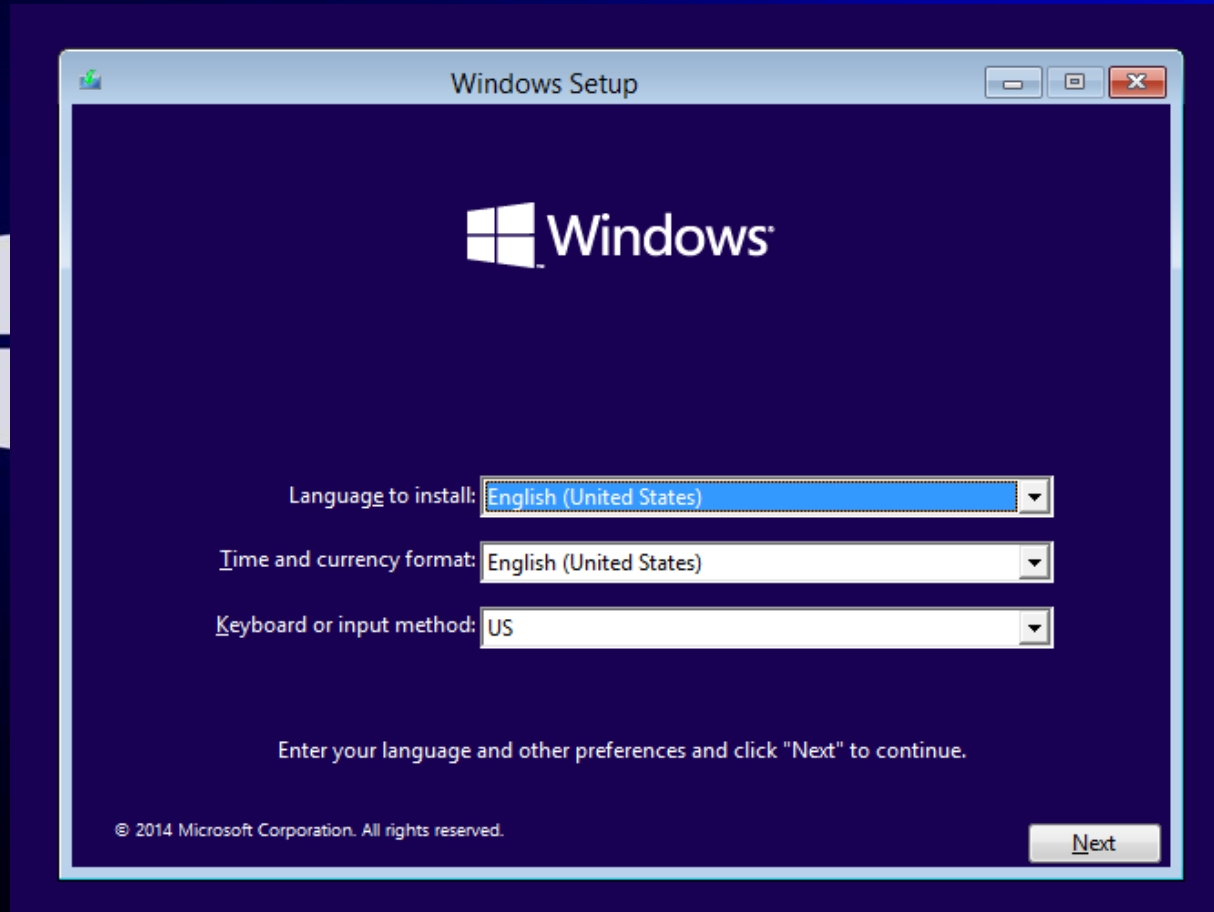 Windows Setup
Windows®
Language to install: English (United States)
Time and currency format: English (United States)
Keyboard or input method: US
Enter your language and other preferences and click "Next" to continue.
© 2014 Microsoft Corporation. All rights reserved.
Next